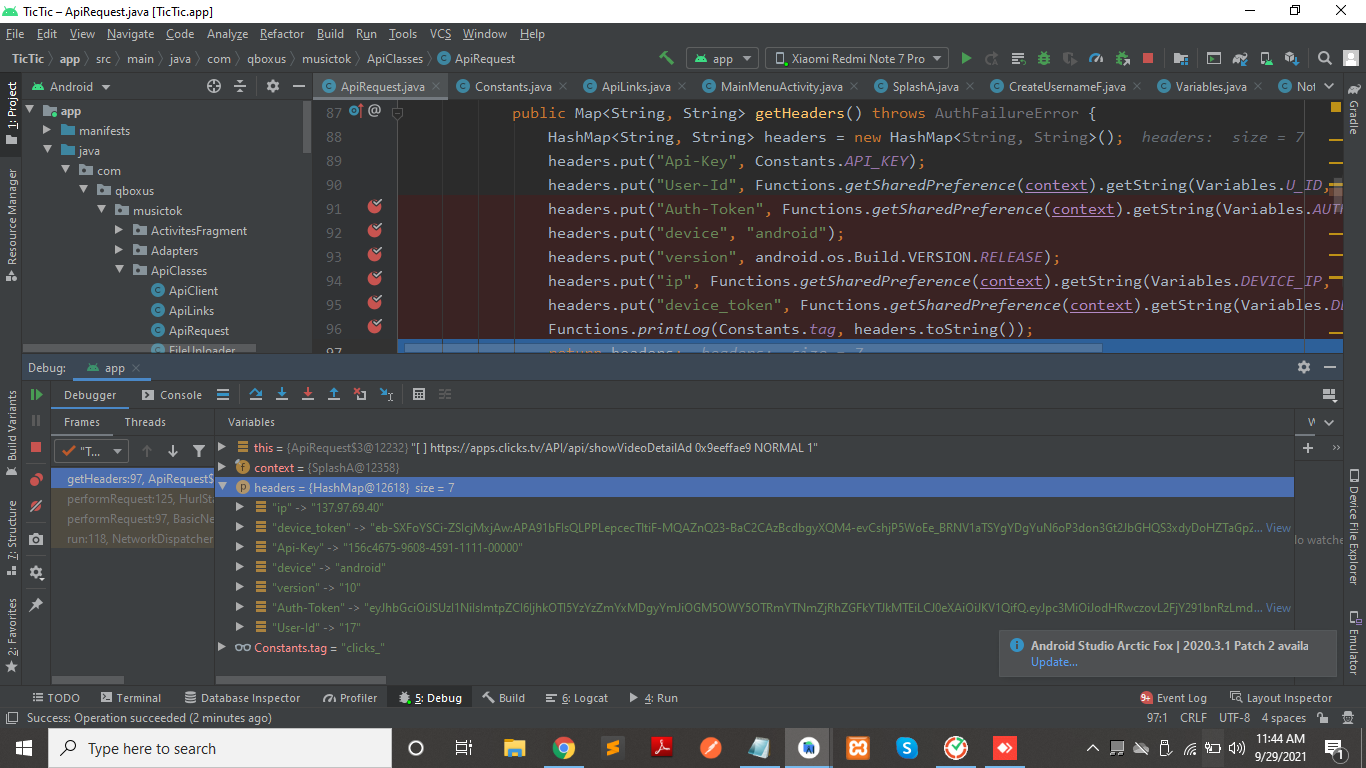 TicTic – ApiRequest.java [TicTic.app]
File Edit View Navigate Code Analyze Refactor Build Run Tools VCS Window Help
TicTic app src main java com qboxus musictok ApiClasses ApiRequest
app Xiaomi Redmi Note 7 Pro
Android
ApiRequest.java Constants.java ApiLinks.java MainMenuActivity.java SplashA.java CreateUsernameF.java Variables.java Not
1: Project
Resource Manager
Build Variants
7: Structure
2: Favorites
Gradle
Device File Explorer
Emulator
app
manifests
java
com
qboxus
musictok
ActivitesFragment
Adapters
ApiClasses
ApiClient
ApiLinks
ApiRequest
FileUploader
87 @ public Map<String, String> getHeaders() throws AuthFailureError {
88 HashMap<String, String> headers = new HashMap<String, String>(); headers: size = 7
89 headers.put("Api-Key", Constants.API_KEY);
90 headers.put("User-Id", Functions.getSharedPreference(context).getString(Variables.U_ID,
91 headers.put("Auth-Token", Functions.getSharedPreference(context).getString(Variables.AUT
92 headers.put("device", "android");
93 headers.put("version", android.os.Build.VERSION.RELEASE);
94 headers.put("ip", Functions.getSharedPreference(context).getString(Variables.DEVICE_IP,
95 headers.put("device_token", Functions.getSharedPreference(context).getString(Variables.DE
96 Functions.printLog(Constants.tag, headers.toString());
97 return headers; headers: size = 7
Debug: app
Debugger Console
Frames Threads
Variables
"T...
getHeaders:97, ApiRequest$
performRequest:125, HurlSta
performRequest:97, BasicNe
run:118, NetworkDispatcher
this = {ApiRequest$3@12232} "[ ] https://apps.clicks.tv/API/api/showVideoDetailAd 0x9eeffae9 NORMAL 1"
context = {SplashA@12358}
headers = {HashMap@12618} size = 7
"ip" -> "137.97.69.40"
"device_token" -> ... View
"Api-Key" -> "156c4675-9608-4591-1111-00000"
"device" -> "android"
"version" -> "10"
"Auth-Token" -> ... View
"User-Id" -> "17"
Constants.tag = "clicks_"
Android Studio Arctic Fox | 2020.3.1 Patch 2 availa
Update...
TODO Terminal Database Inspector Profiler 5: Debug Build 6: Logcat 4: Run
9+ Event Log Layout Inspector
Success: Operation succeeded (2 minutes ago)
97:1 CRLF UTF-8 4 spaces
Type here to search
11:44 AM
9/29/2021
1